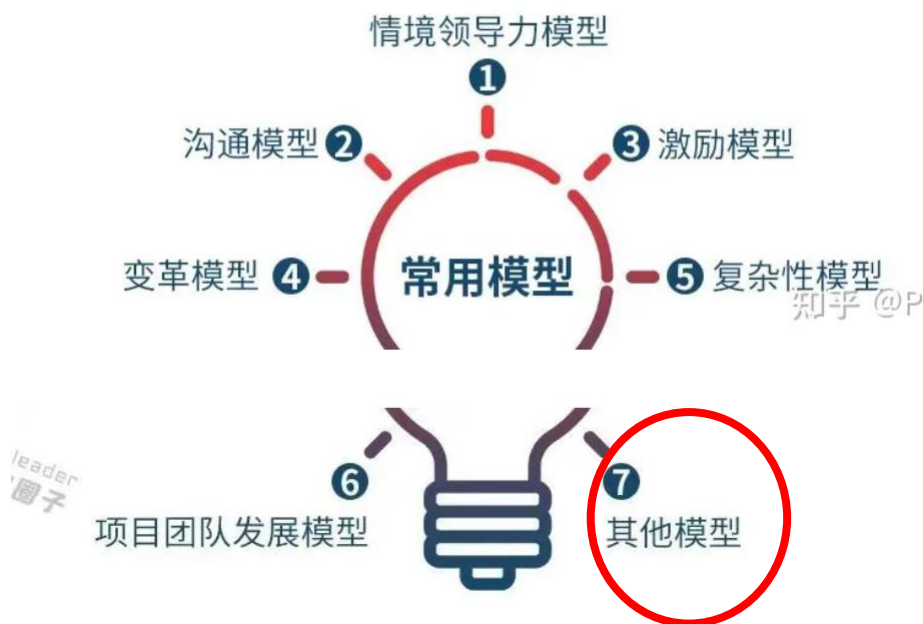 情境领导力模型
1
沟通模型 2
3 激励模型
变革模型 4
常用模型
5 复杂性模型
知乎 @P
leader
圈子
6
项目团队发展模型
7
其他模型